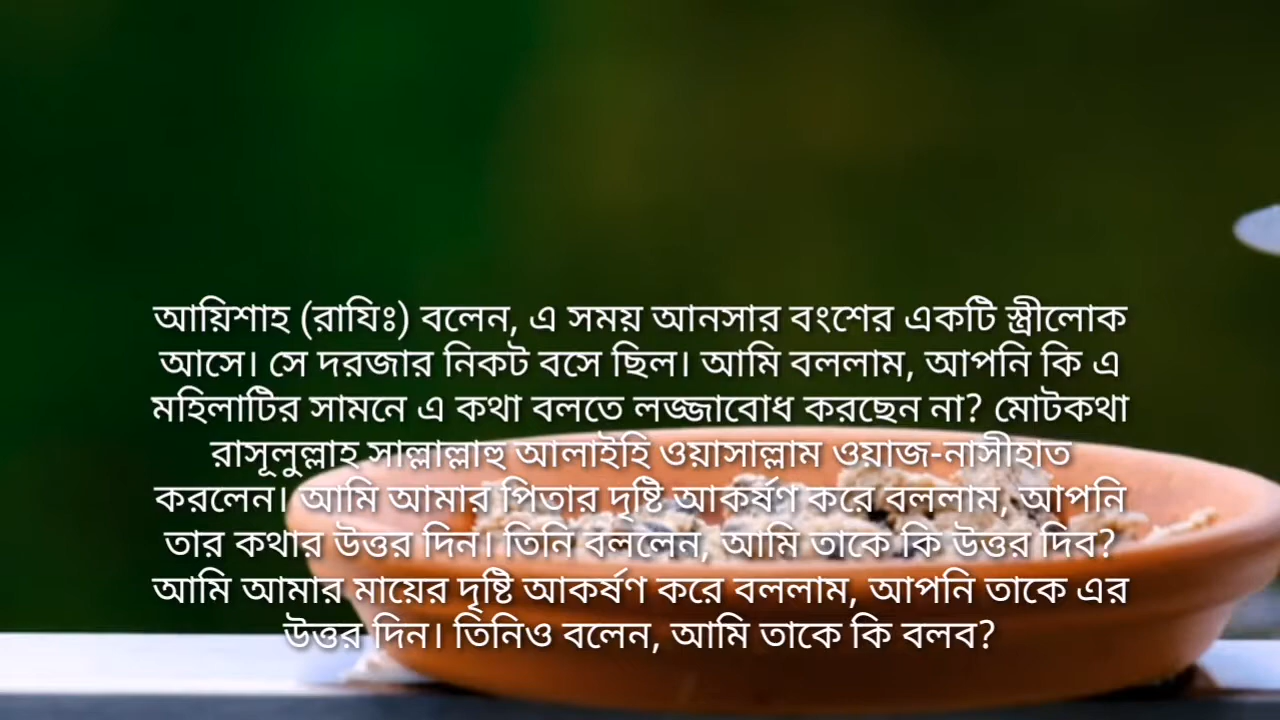 আয়িশাহ (রাযিঃ) বলেন, এ সময় আনসার বংশের একটি স্ত্রীলোক
আসে। সে দরজার নিকট বসে ছিল। আমি বললাম, আপনি কি এ
মহিলাটির সামনে এ কথা বলতে লজ্জাবোধ করছেন না? মোটকথা
রাসূলুল্লাহ সাল্লাল্লাহু আলাইহি ওয়াসাল্লাম ওয়াজ-নাসীহাত
করলেন। আমি আমার পিতার দৃষ্টি আকর্ষণ করে বললাম, আপনি
তার কথার উত্তর দিন। তিনি বললেন, আমি তাকে কি উত্তর দিব?
আমি আমার মায়ের দৃষ্টি আকর্ষণ করে বললাম, আপনি তাকে এর
উত্তর দিন। তিনিও বলেন, আমি তাকে কি বলব?